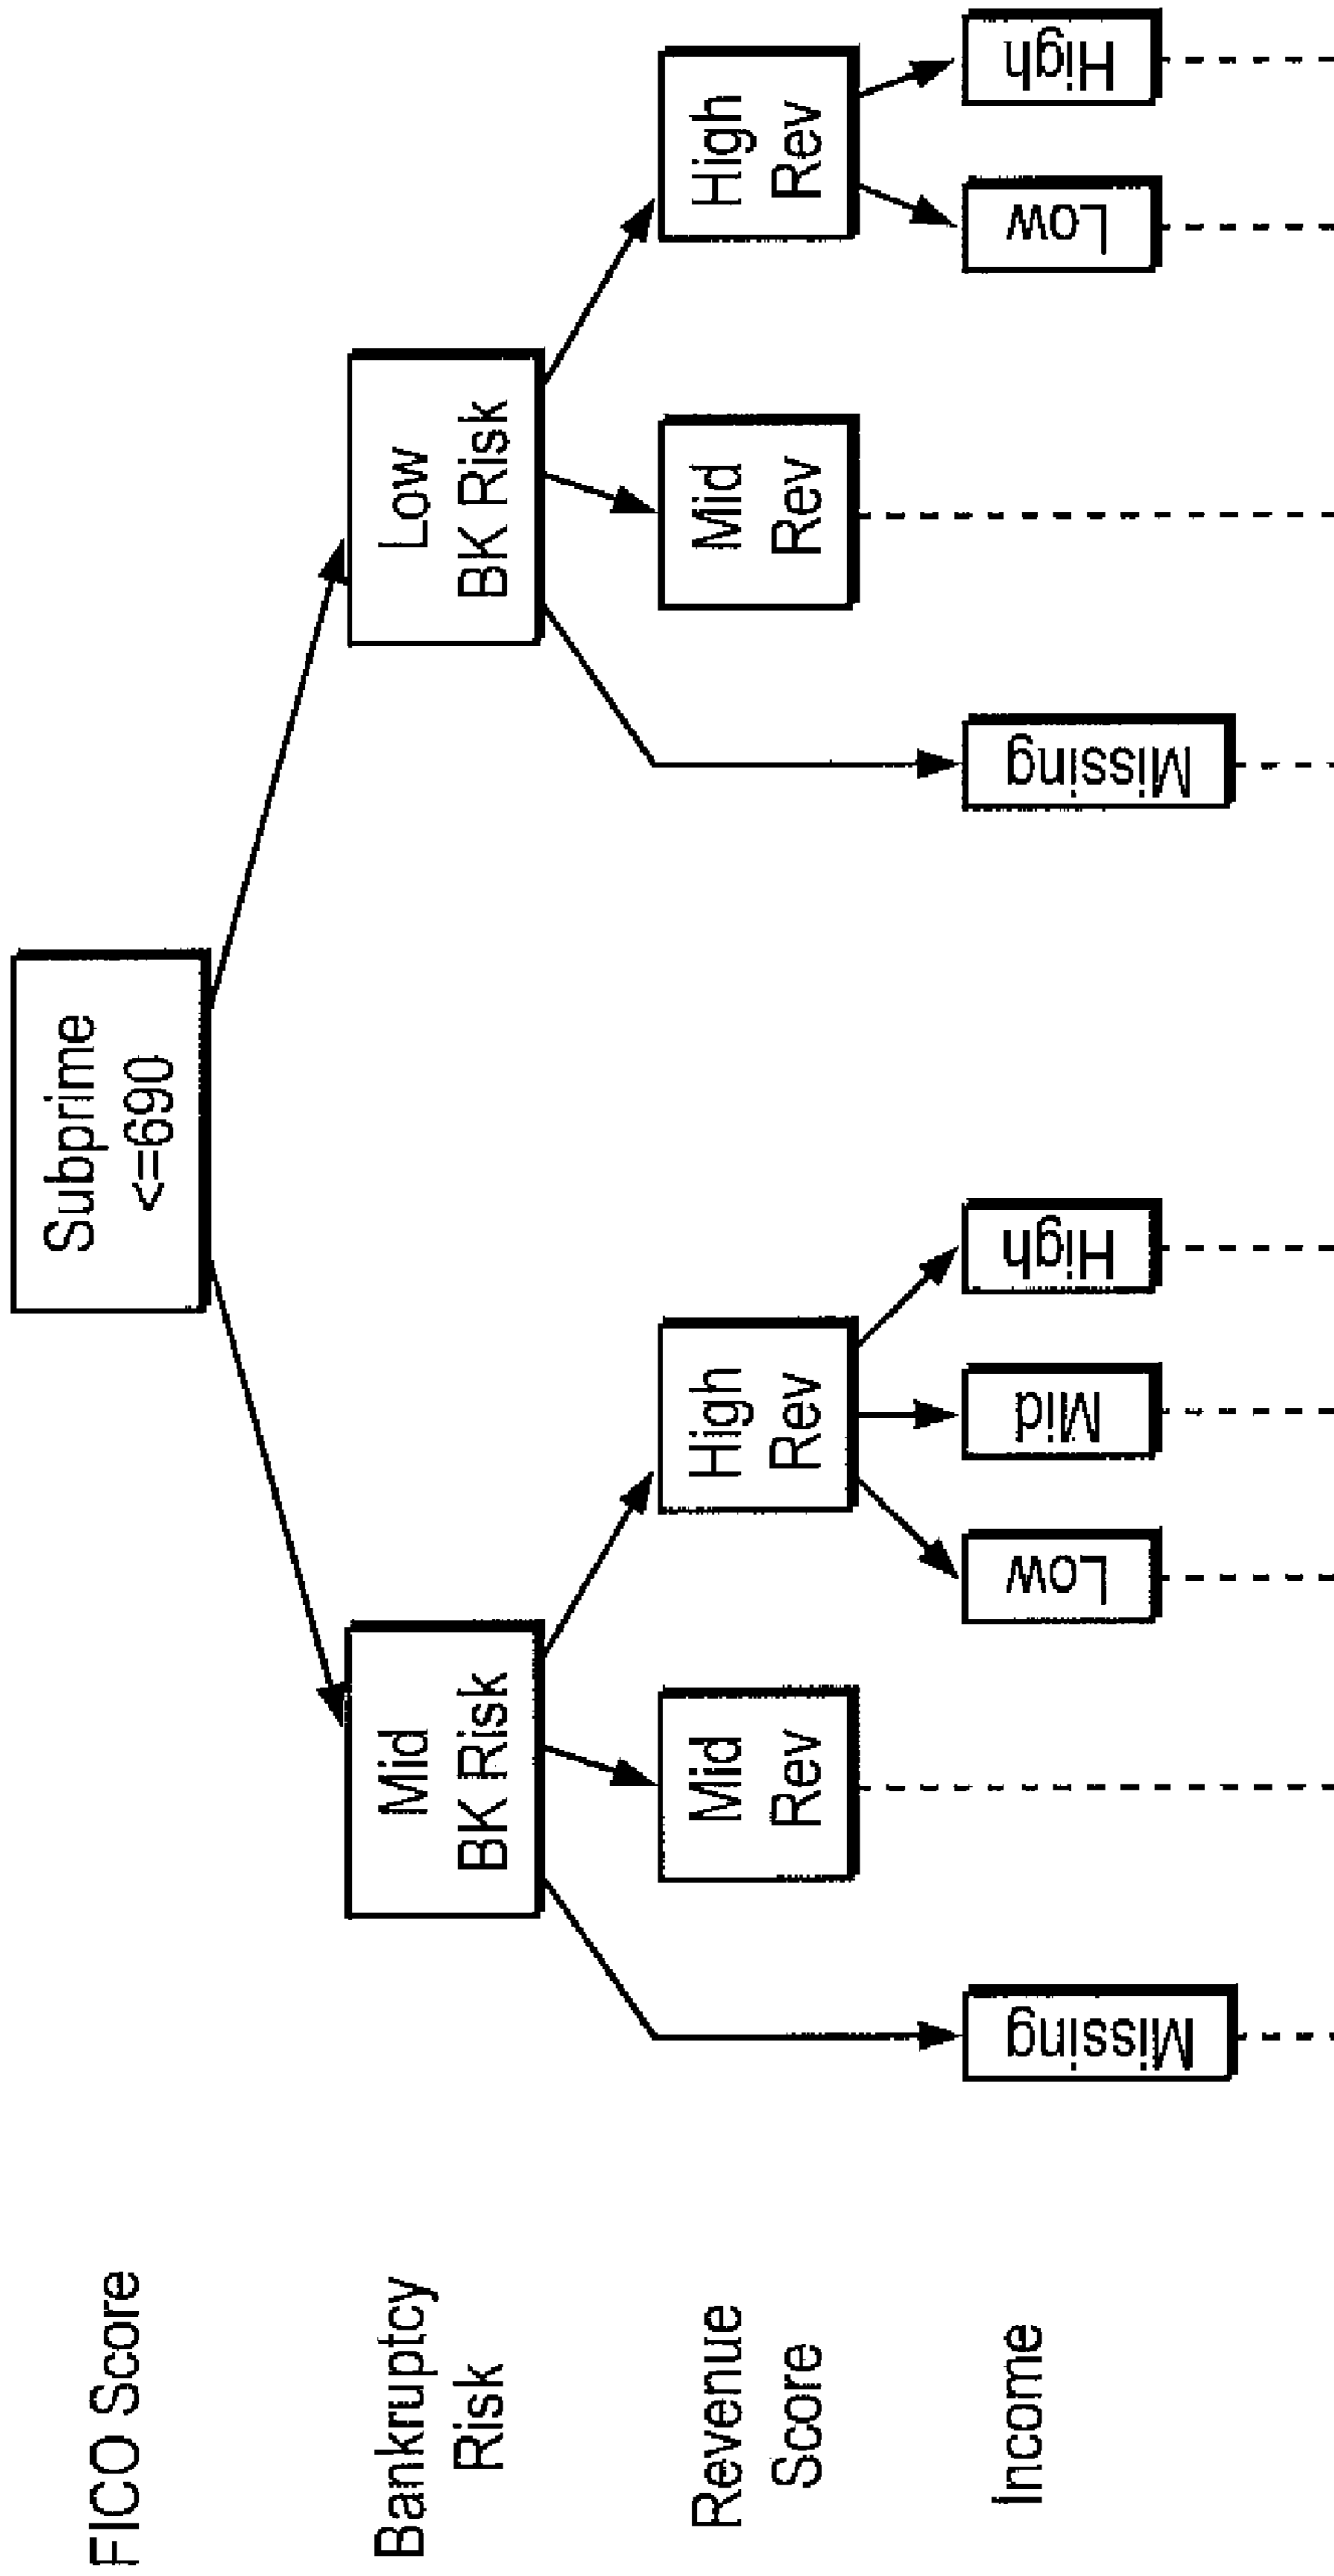 FICO Score
Subprime
<=690
Bankruptcy
Risk
Mid
BK Risk
Low
BK Risk
Revenue
Score
Mid
Rev
High
Rev
Mid
Rev
High
Rev
Income
Missing
Low
Mid
High
Missing
Low
High